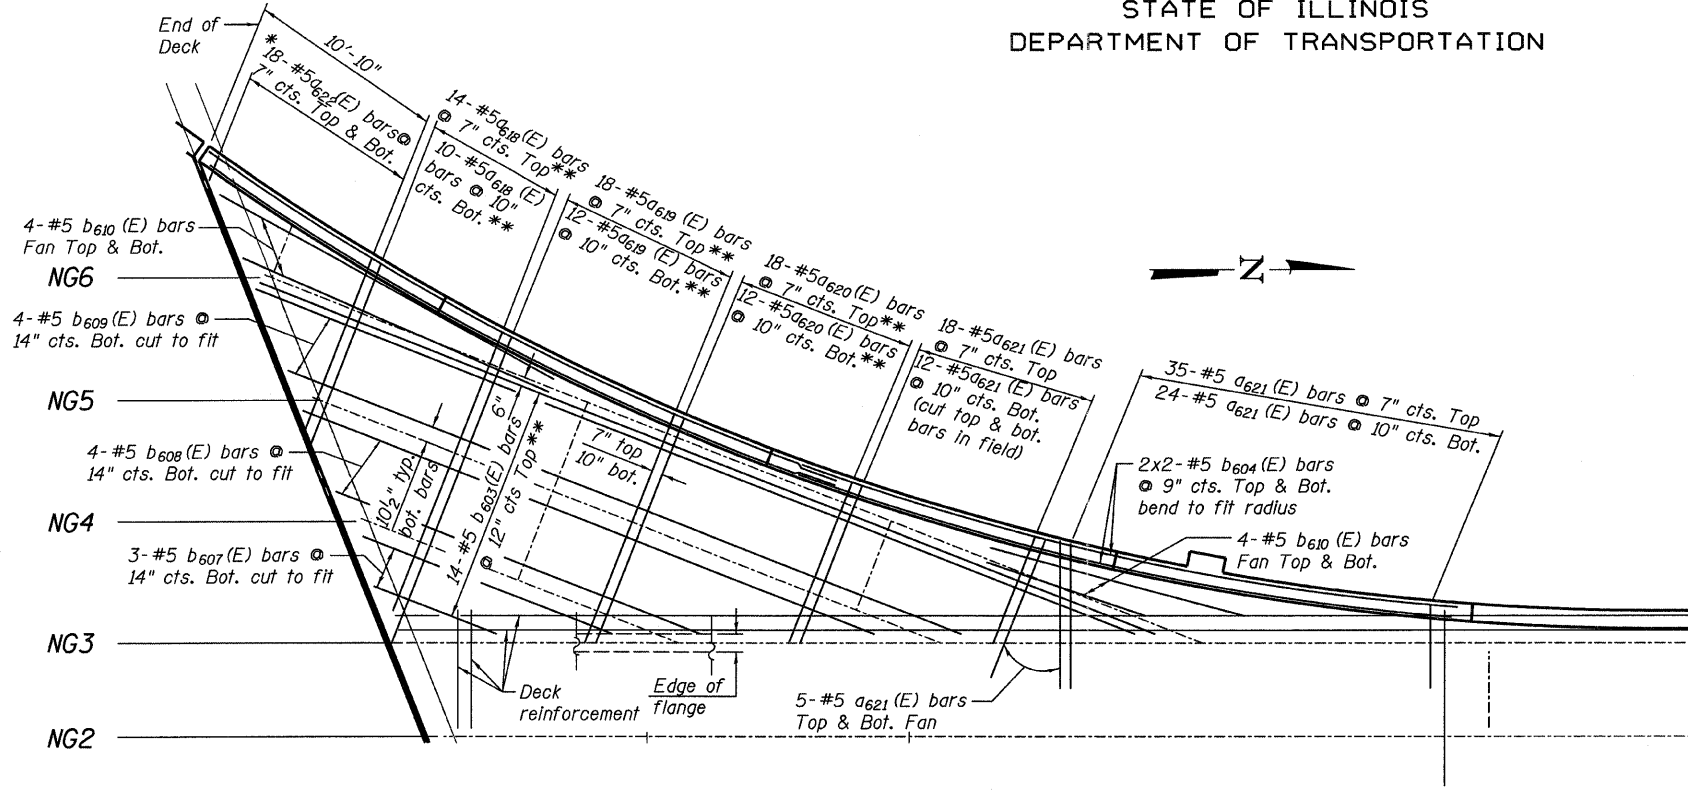 STATE OF ILLINOIS
DEPARTMENT OF TRANSPORTATION
End of
Deck
10'-10"
*
18-#5a622(E) bars @
7" cts. Top & Bot.
14-#5a618(E) bars
@ 7" cts. Top**
10-#5a618(E)
bars @ 10"
cts. Bot.**
18-#5a619(E) bars
@ 7" cts. Top**
12-#5a619(E) bars
@ 10" cts. Bot.**
18-#5a620(E) bars
@ 7" cts. Top**
12-#5a620(E) bars
@ 10" cts. Bot.**
18-#5a621(E) bars
@ 7" cts. Top
12-#5a621(E) bars
@ 10" cts. Bot.
(cut top & bot.
bars in field)
35-#5 a621(E) bars @ 7" cts. Top
24-#5 a621(E) bars @ 10" cts. Bot.
Z
4-#5 b610(E) bars
Fan Top & Bot.
NG6
4-#5 b609(E) bars @
14" cts. Bot. cut to fit
NG5
4-#5 b608(E) bars @
14" cts. Bot. cut to fit
NG4
3-#5 b607(E) bars @
14" cts. Bot. cut to fit
NG3
NG2
10½" typ.
bot. bars
6"
14-#5 b603(E) bars
@ 12" cts Top**
7" top
10" bot.
2x2-#5 b604(E) bars
@ 9" cts. Top & Bot.
bend to fit radius
4-#5 b610(E) bars
Fan Top & Bot.
Deck
reinforcement
Edge of
flange
5-#5 a621(E) bars
Top & Bot. Fan